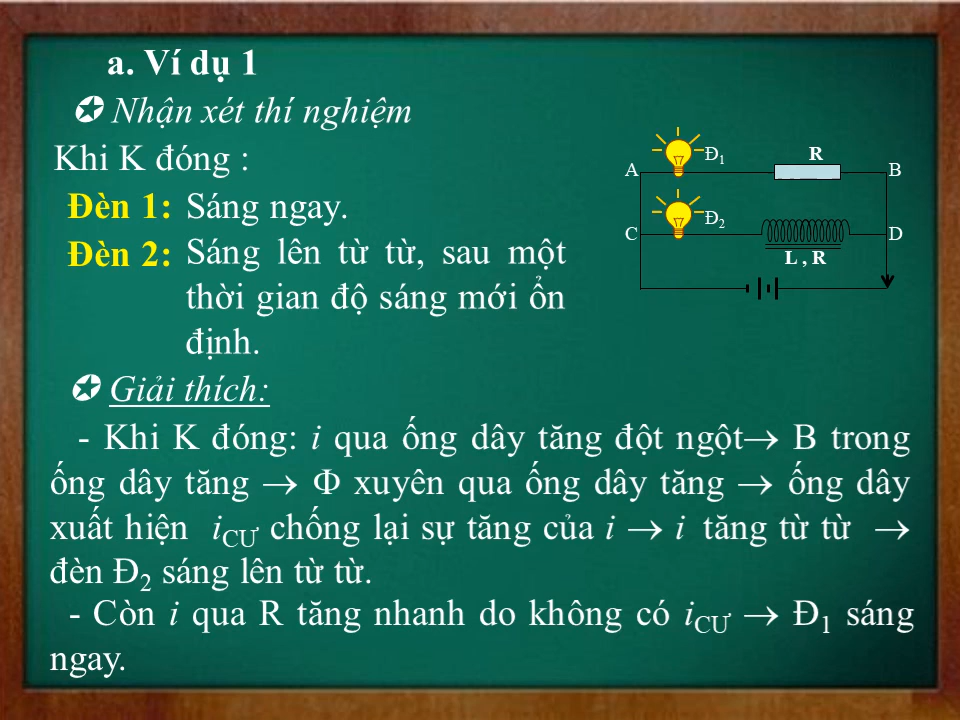 a. Ví dụ 1
✪ Nhận xét thí nghiệm
Khi K đóng :
Đèn 1: Sáng ngay.
Đèn 2: Sáng lên từ từ, sau một
thời gian độ sáng mới ổn
định.
A Đ1 R B
C Đ2 D
L , R
✪ Giải thích:
- Khi K đóng: i qua ống dây tăng đột ngột→ B trong
ống dây tăng → Φ xuyên qua ống dây tăng → ống dây
xuất hiện iCƯ chống lại sự tăng của i → i tăng từ từ →
đèn Đ2 sáng lên từ từ.
- Còn i qua R tăng nhanh do không có iCƯ → Đ1 sáng
ngay.